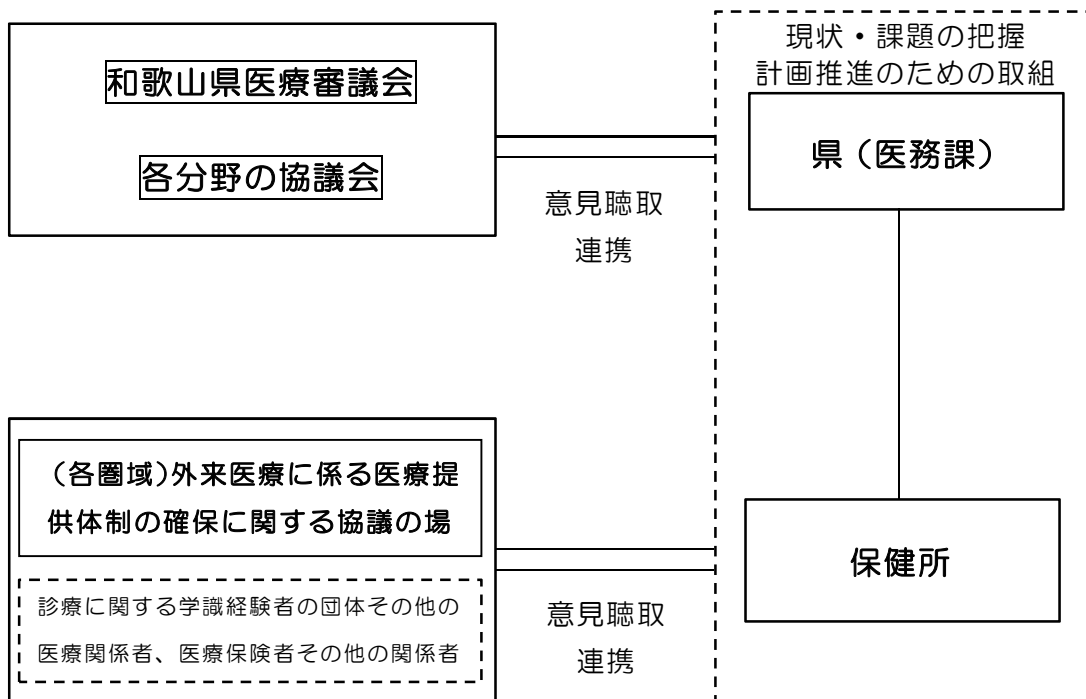 和歌山県医療審議会
各分野の協議会
意見聴取
連携
現状・課題の把握
計画推進のための取組
県（医務課）
（各圏域）外来医療に係る医療提
供体制の確保に関する協議の場
診療に関する学識経験者の団体その他の
医療関係者、医療保険者その他の関係者
意見聴取
連携
保健所